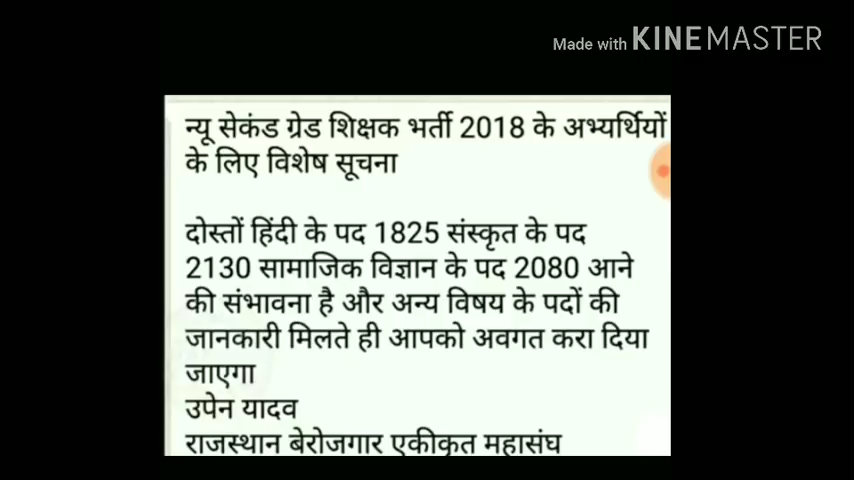 Made with KINEMASTER
न्यू सेकंड ग्रेड शिक्षक भर्ती 2018 के अभ्यर्थियों
के लिए विशेष सूचना
दोस्तों हिंदी के पद 1825 संस्कृत के पद
2130 सामाजिक विज्ञान के पद 2080 आने
की संभावना है और अन्य विषय के पदों की
जानकारी मिलते ही आपको अवगत करा दिया
जाएगा
उपेन यादव
राजस्थान बेरोजगार एकीकृत महासंघ